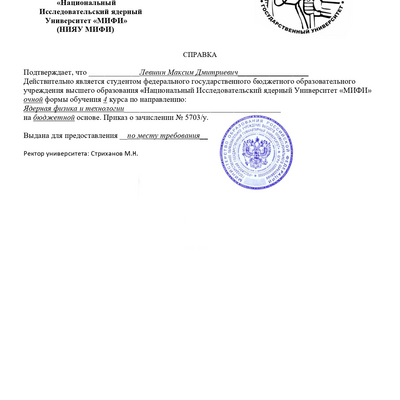 «Национальный
Исследовательский ядерный
Университет «МИФИ»
(НИЯУ МИФИ)
ГОСУДАРСТВЕННЫЙ УНИВЕРСИТЕТ
СПРАВКА
Подтверждает, что Левшин Максим Дмитриевич
Действительно является студентом федерального государственного бюджетного образовательного
учреждения высшего образования «Национальный Исследовательский ядерный Университет «МИФИ»
очной формы обучения 4 курса по направлению:
Ядерная физика и технологии
на бюджетной основе. Приказ о зачислении № 5703/у.
Выдана для предоставления по месту требования
Ректор университета: Стриханов М.Н.